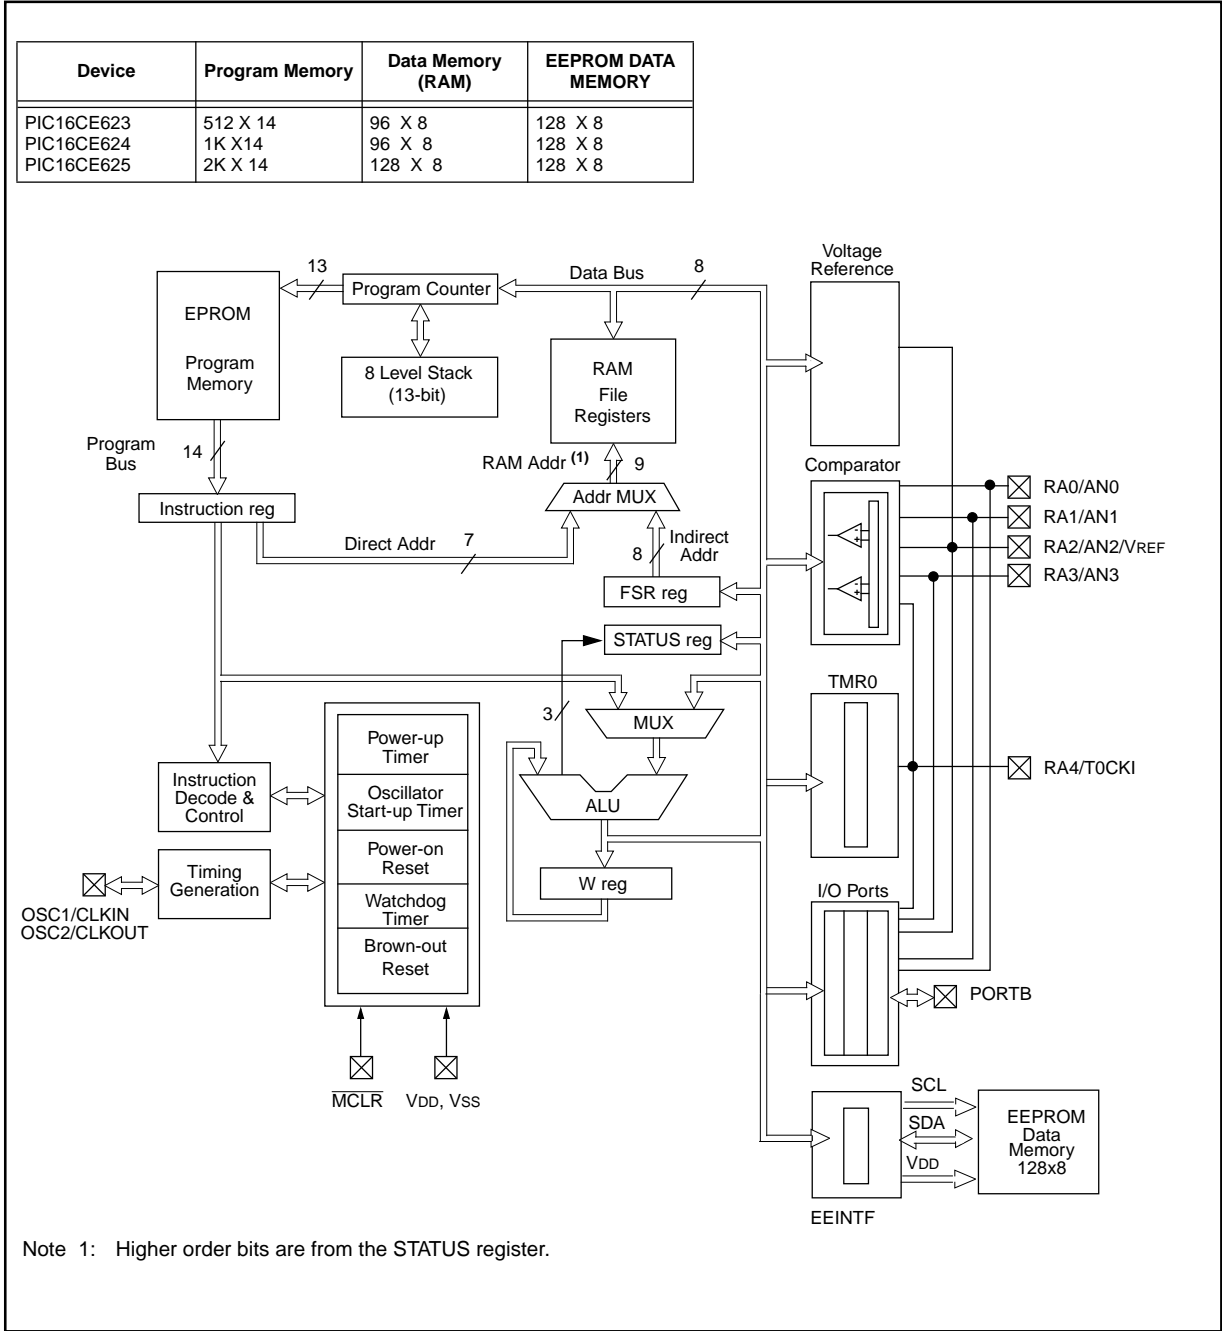 Device Program Memory Data Memory (RAM) EEPROM DATA MEMORY
PIC16CE623 512 X 14 96 X 8 128 X 8
PIC16CE624 1K X14 96 X 8 128 X 8
PIC16CE625 2K X 14 128 X 8 128 X 8
Voltage
Reference
13
Data Bus
8
Program Counter
EPROM
Program
Memory
8 Level Stack
(13-bit)
RAM
File
Registers
Program
Bus
14
RAM Addr (1)
9
Comparator
Addr MUX
Instruction reg
Direct Addr
7
8
Indirect
Addr
FSR reg
STATUS reg
-
+
-
+
RA0/AN0
RA1/AN1
RA2/AN2/VREF
RA3/AN3
TMR0
3
MUX
Power-up
Timer
Instruction
Decode &
Control
Oscillator
Start-up Timer
ALU
RA4/T0CKI
Power-on
Reset
Timing
Generation
W reg
I/O Ports
OSC1/CLKIN
OSC2/CLKOUT
Watchdog
Timer
Brown-out
Reset
PORTB
MCLR
VDD, VSS
SCL
SDA
VDD
EEPROM
Data
Memory
128x8
EEINTF
Note 1: Higher order bits are from the STATUS register.